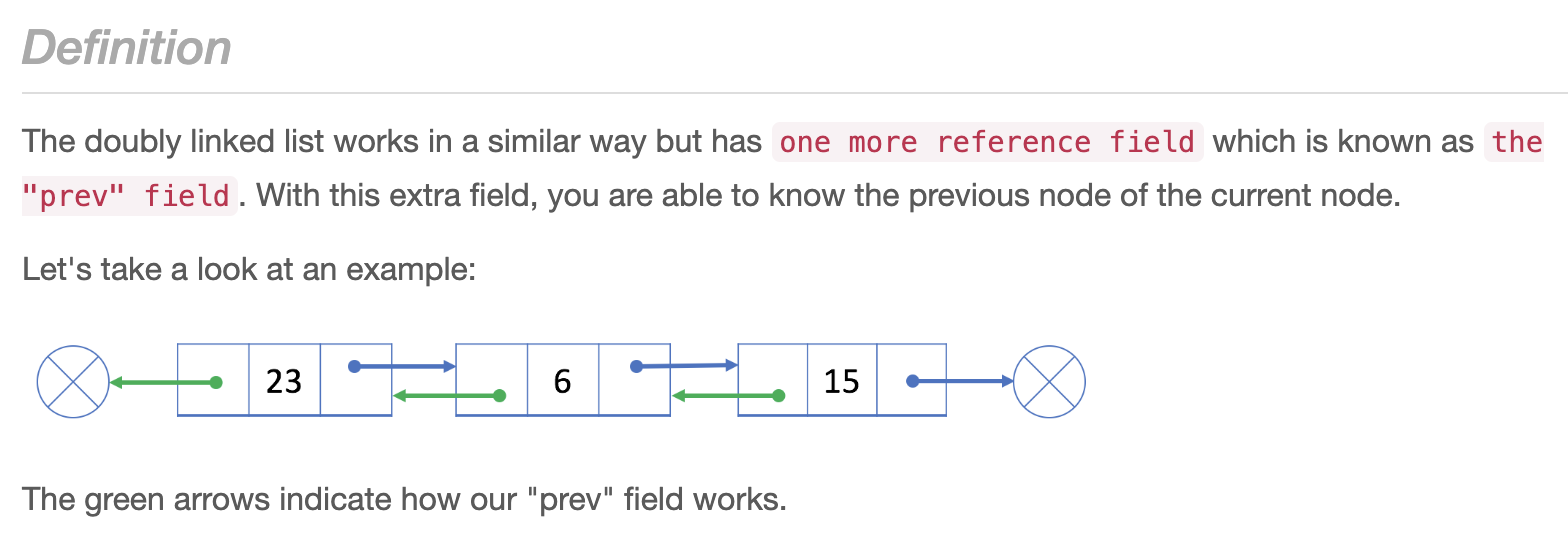 Definition
The doubly linked list works in a similar way but has one more reference field which is known as the
"prev" field. With this extra field, you are able to know the previous node of the current node.
Let's take a look at an example:
23 6 15
The green arrows indicate how our "prev" field works.